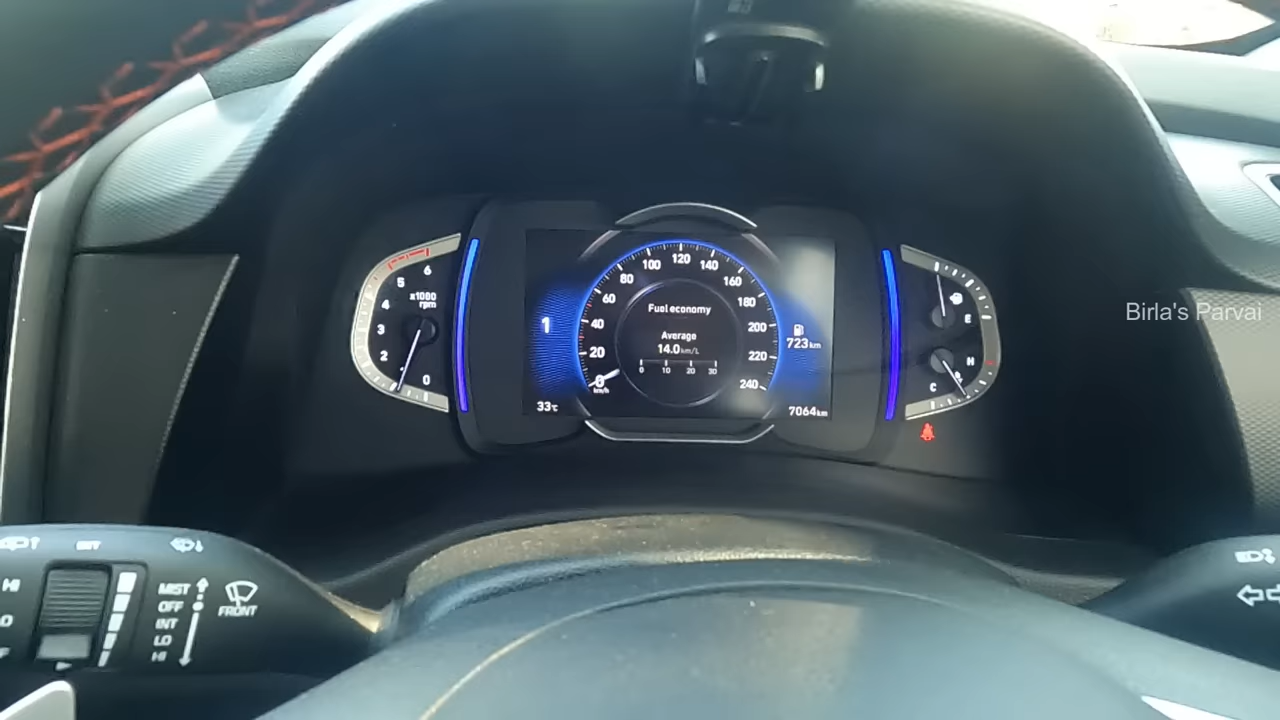 6
5
x1000
rpm
4
3
2
0
1
33℃
0
20
40
60
80
100
120
140
160
180
200
220
240
km/h
Fuel economy
Average
14.0km/L
0 10 20 30
723km
7064km
E
H
C
Birla's Parvai
INT
HI
MIST
OFF
INT
LO
HI
FRONT